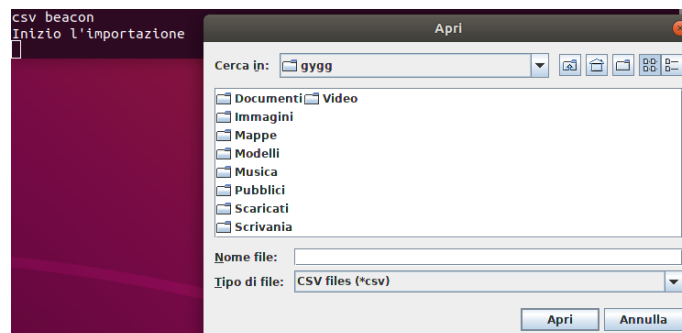 csv beacon
Inizio l'importazione
Apri
Cerca in: gygg
Documenti Video
Immagini
Mappe
Modelli
Musica
Pubblici
Scaricati
Scrivania
Nome file:
Tipo di file: CSV files (*csv)
Apri Annulla